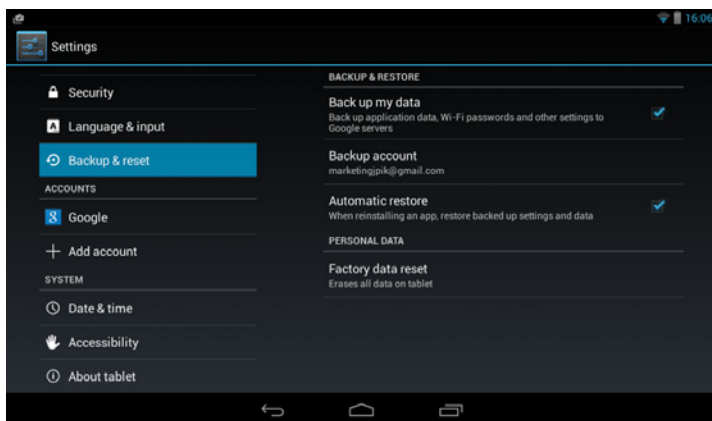 16:06
Settings
Security
Language & input
Backup & reset
ACCOUNTS
Google
Add account
SYSTEM
Date & time
Accessibility
About tablet
BACKUP & RESTORE
Back up my data
Back up application data, Wi-Fi passwords and other settings to
Google servers
Backup account
marketingjpik@gmail.com
Automatic restore
When reinstalling an app, restore backed up settings and data
PERSONAL DATA
Factory data reset
Erases all data on tablet